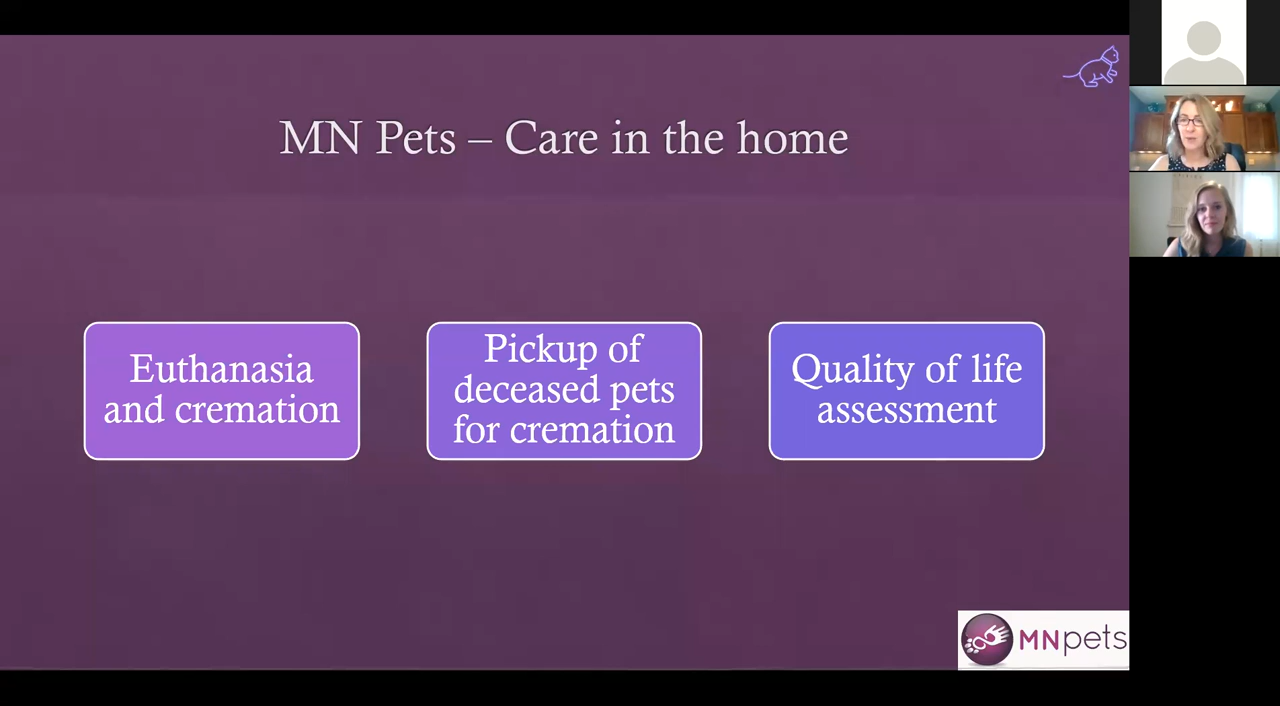 MN Pets – Care in the home
Euthanasia
and cremation
Pickup of
deceased pets
for cremation
Quality of life
assessment
MNpets